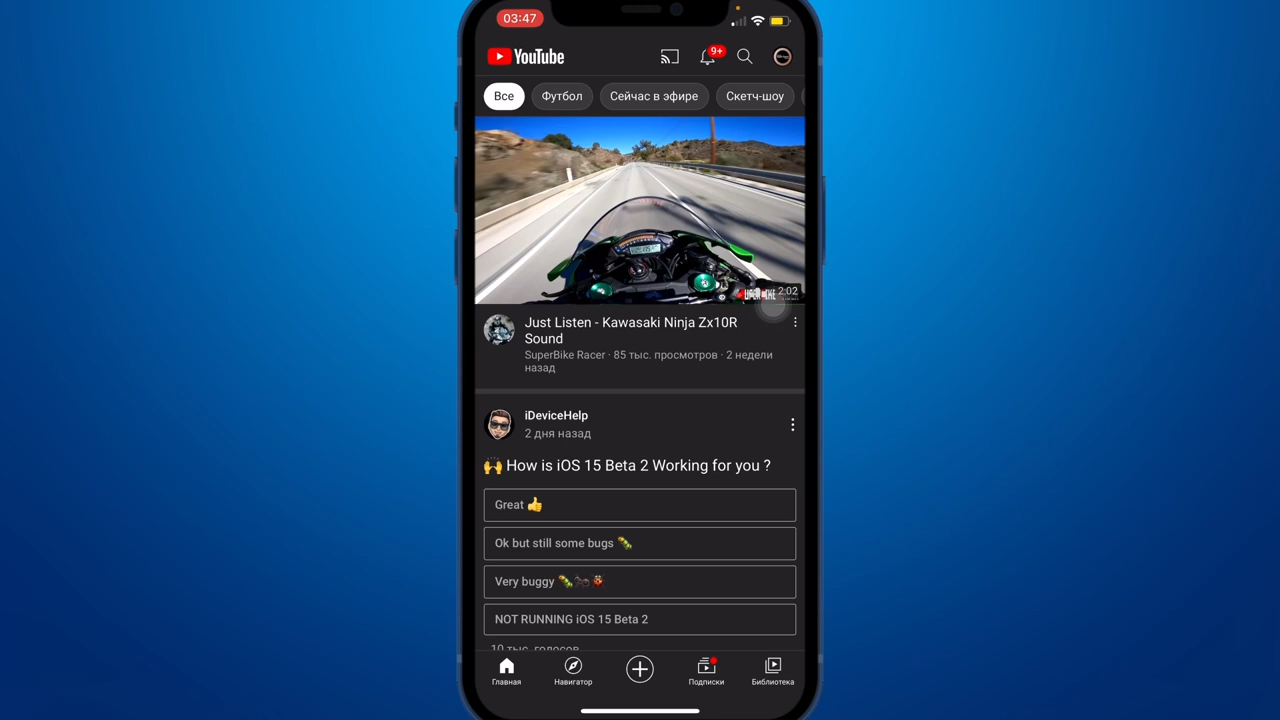 03:47
YouTube
9+
Все
Футбол
Сейчас в эфире
Скетч-шоу
2:02
Just Listen - Kawasaki Ninja Zx10R
Sound
SuperBike Racer · 85 тыс. просмотров · 2 недели
назад
iDeviceHelp
2 дня назад
🙌 How is iOS 15 Beta 2 Working for you ?
Great 👍
Ok but still some bugs 🐛
Very buggy 🐛🐜🐞
NOT RUNNING iOS 15 Beta 2
10 тыс. голосов
Главная
Навигатор
Подписки
Библиотека